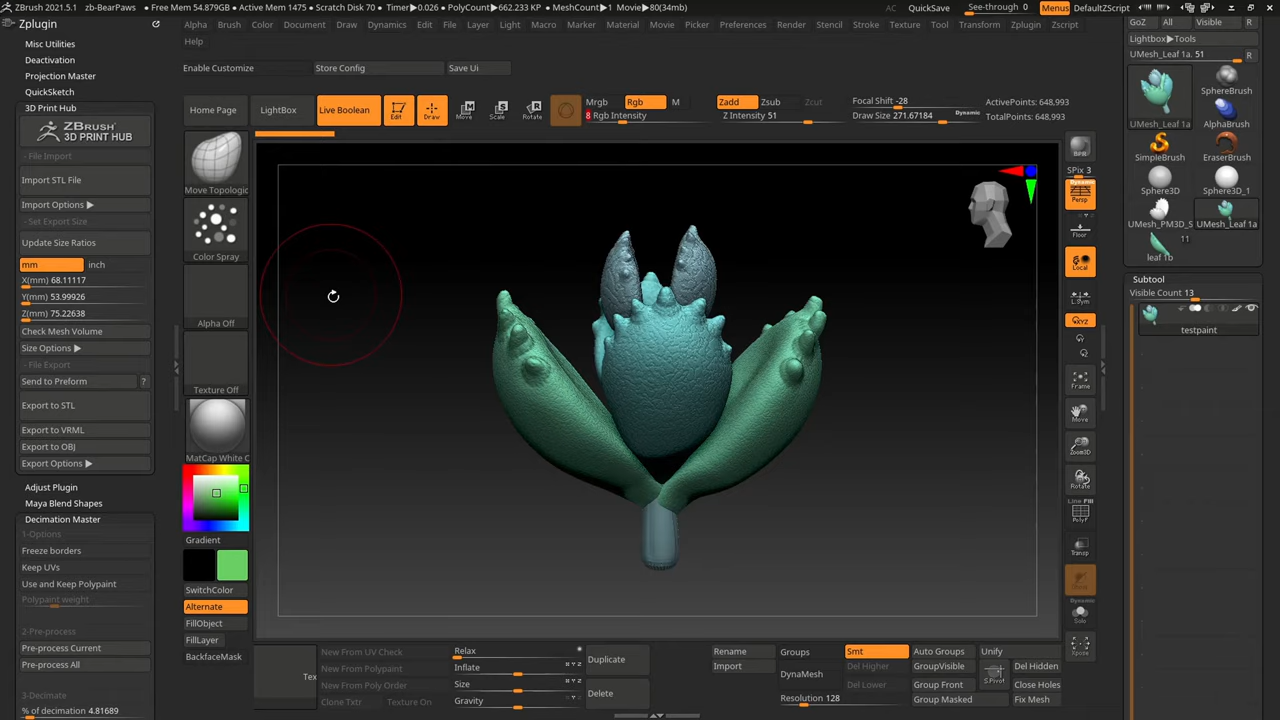 ZBrush 2021.5.1 zb-BearPaws • Free Mem 54.879GB • Active Mem 1475 • Scratch Disk 70 • Timer▶0.026 • PolyCount▶662.233 KP • MeshCount▶1 Movie▶80(34mb) AC QuickSave See-through 0 Menus DefaultZScript
Zplugin Alpha Brush Color Document Draw Dynamics Edit File Layer Light Macro Marker Material Movie Picker Preferences Render Stencil Stroke Texture Tool Transform Zplugin Zscript
GoZ All Visible R
Help
Lightbox▶Tools
UMesh_Leaf 1a. 51 R
Misc Utilities
Deactivation
Projection Master
QuickSketch
3D Print Hub
ZBRUSH
3D PRINT HUB
- File Import
Import STL File
Import Options ▶
- Set Export Size
Update Size Ratios
mm inch
X(mm) 68.11117
Y(mm) 53.99926
Z(mm) 75.22638
Check Mesh Volume
Size Options ▶
- File Export
Send to Preform ?
Export to STL
Export to VRML
Export to OBJ
Export Options ▶
Adjust Plugin
Maya Blend Shapes
Decimation Master
1-Options
Freeze borders
Keep UVs
Use and Keep Polypaint
Polypaint weight
2-Pre-process
Pre-process Current
Pre-process All
3-Decimate
% of decimation 4.81689
Enable Customize Store Config Save Ui
Home Page LightBox Live Boolean Edit Draw Move Scale Rotate
Mrgb Rgb M
Rgb Intensity
Zadd Zsub Zcut
Z Intensity 51
Focal Shift -28
Draw Size 271.67184 Dynamic
ActivePoints: 648,993
TotalPoints: 648,993
Move Topologic
Color Spray
Alpha Off
Texture Off
MatCap White C
Gradient
SwitchColor
Alternate
FillObject
FillLayer
BackfaceMask
BPR
SPix 3
Dynamic
Persp
Floor
Local
L.Sym
XYZ
Frame
Move
Zoom3D
Rotate
Line Fill
PolyF
Transp
Dynamic
Solo
Xpose
UMesh_Leaf 1a
SphereBrush
AlphaBrush
SimpleBrush EraserBrush
Sphere3D Sphere3D_1
UMesh_PM3D_S UMesh_Leaf 1a
11
leaf 1b
Subtool
Visible Count 13
testpaint
Tex
New From UV Check
New From Polypaint
New From Poly Order
Clone Txtr Texture On
Relax
Inflate
Size
Gravity
Duplicate
Delete
Rename
Import
Groups
DynaMesh
Resolution 128
Smt
Del Higher
Del Lower
Auto Groups
GroupVisible
Group Front
Group Masked
Unify
S.Pivot
Del Hidden
Close Holes
Fix Mesh